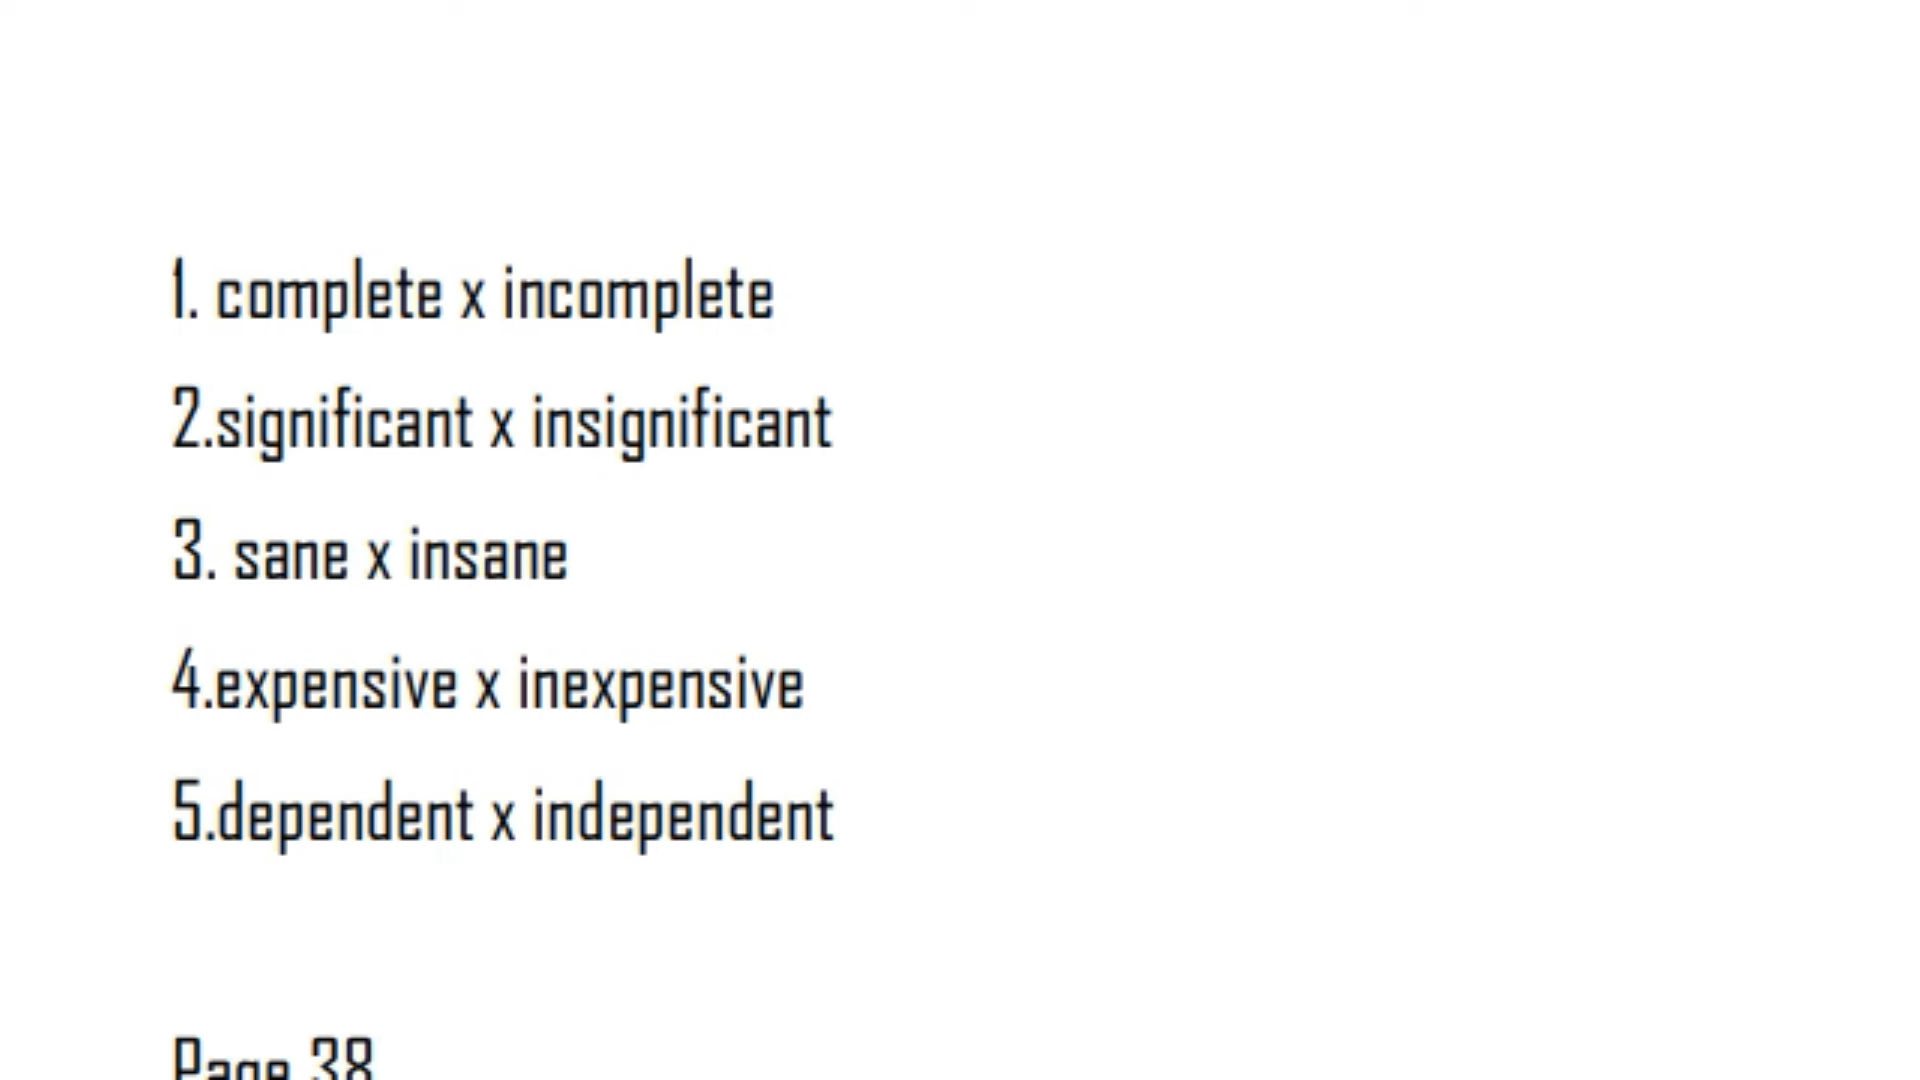 1. complete x incomplete
2.significant x insignificant
3. sane x insane
4.expensive x inexpensive
5.dependent x independent
Page 38